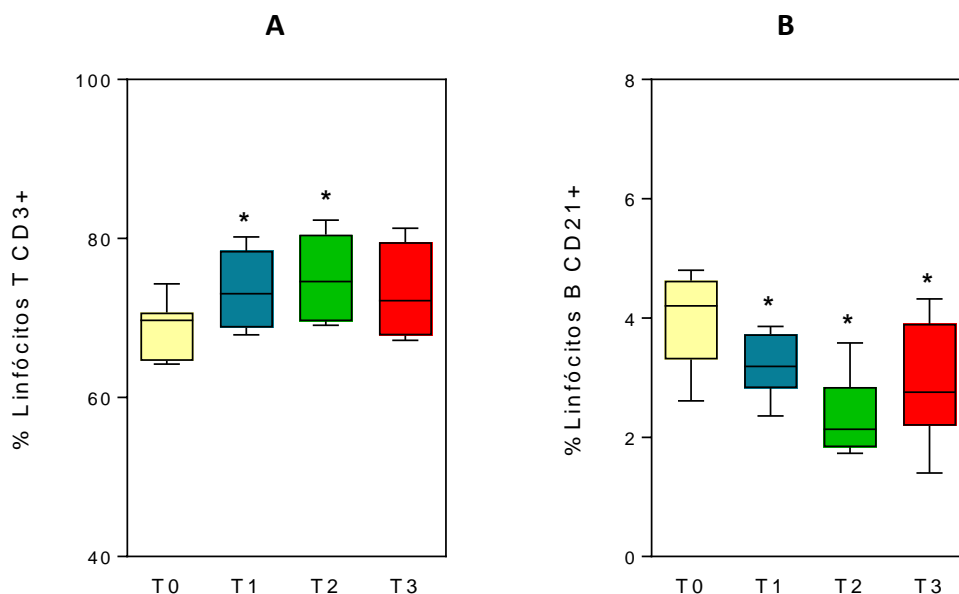 A
% Linfócitos T CD3+
100
80
60
40
*
*
T0 T1 T2 T3
B
% Linfócitos B CD21+
8
6
4
2
0
*
*
*
T0 T1 T2 T3